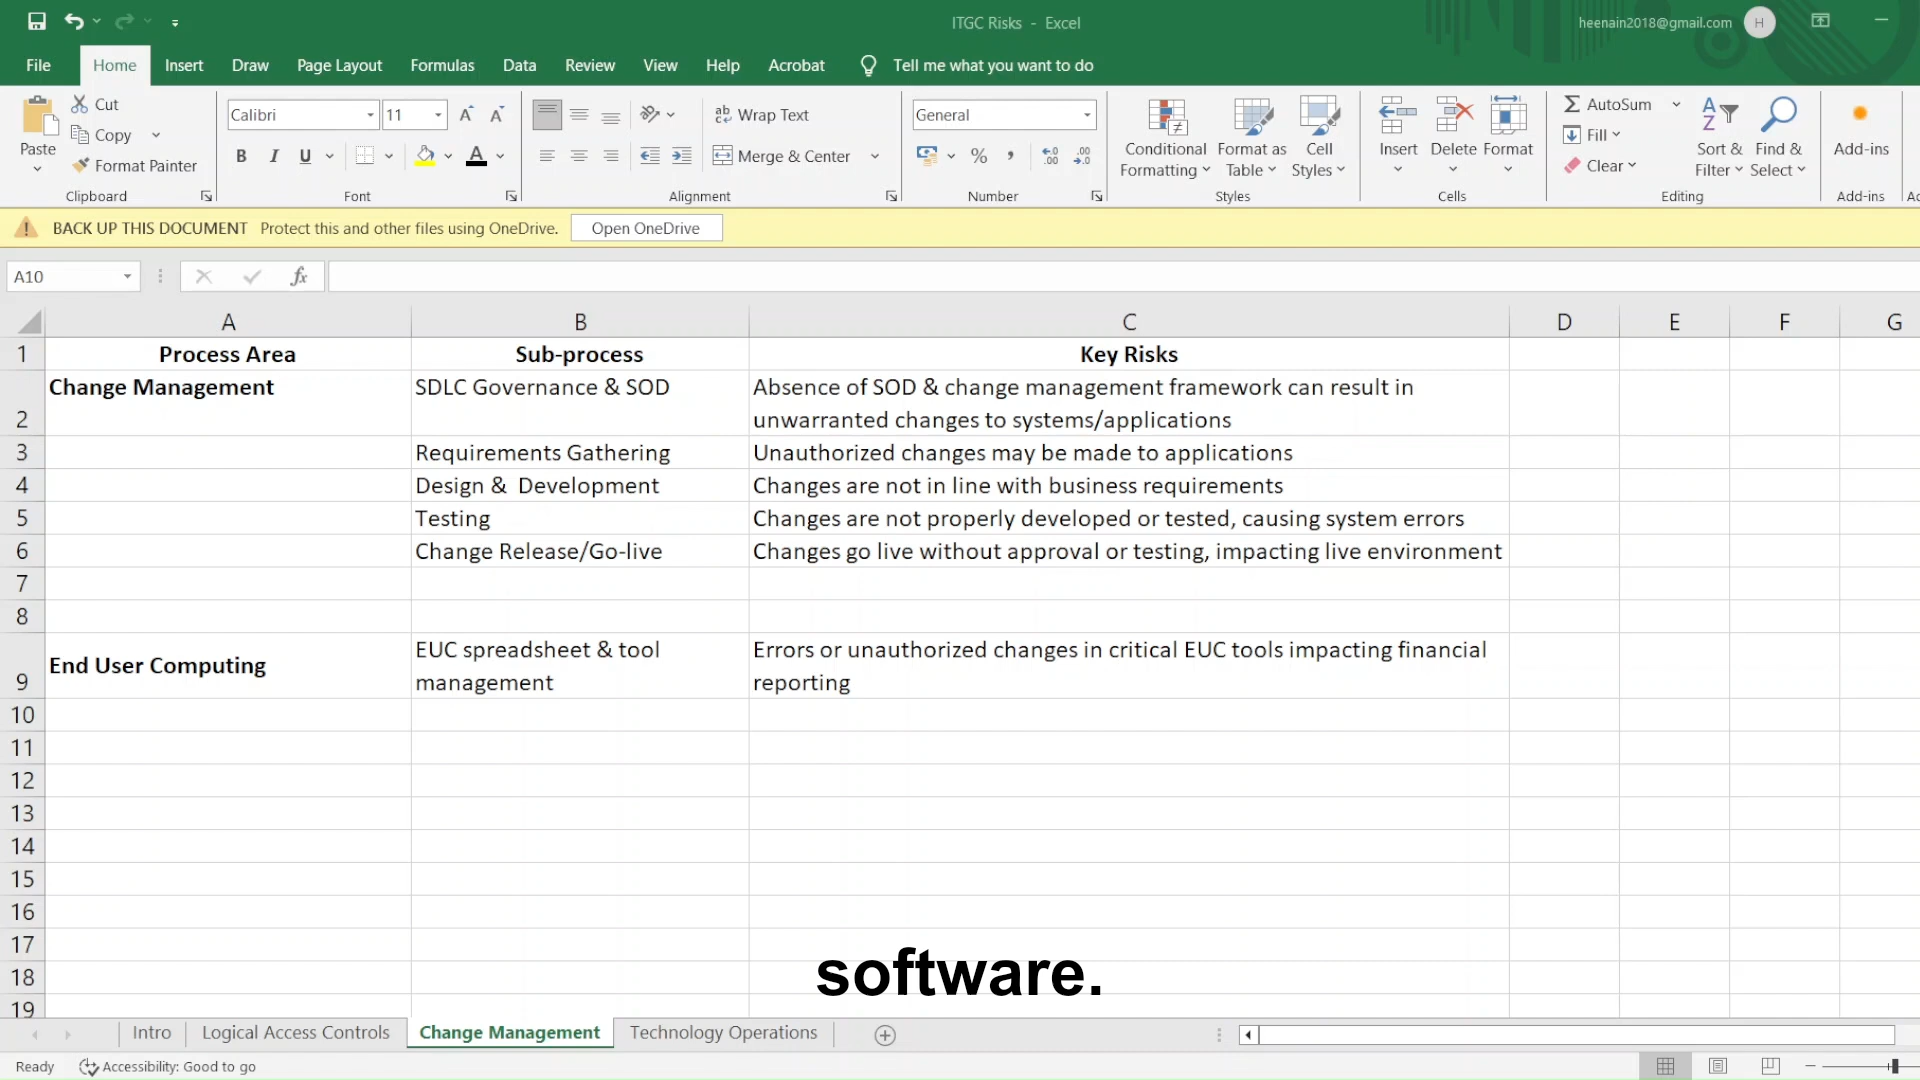 ITGC Risks - Excel
heenain2018@gmail.com
H
File Home Insert Draw Page Layout Formulas Data Review View Help Acrobat Tell me what you want to do
Paste
Cut
Copy
Format Painter
Clipboard
Calibri 11
B I U A
Font
Wrap Text
Merge & Center
Alignment
General
% ,
Number
Conditional Formatting
Format as Table
Cell Styles
Styles
Insert Delete Format
Cells
AutoSum
Fill
Clear
Sort & Filter
Find & Select
Editing
Add-ins
Add-ins
BACK UP THIS DOCUMENT Protect this and other files using OneDrive. Open OneDrive
A10 fx
A B C D E F G
1 Process Area Sub-process Key Risks
2 Change Management SDLC Governance & SOD Absence of SOD & change management framework can result in
unwarranted changes to systems/applications
3 Requirements Gathering Unauthorized changes may be made to applications
4 Design & Development Changes are not in line with business requirements
5 Testing Changes are not properly developed or tested, causing system errors
6 Change Release/Go-live Changes go live without approval or testing, impacting live environment
7
8
9 End User Computing EUC spreadsheet & tool Errors or unauthorized changes in critical EUC tools impacting financial
management reporting
10
11
12
13
14
15
16
17
18
19
software.
Intro Logical Access Controls Change Management Technology Operations
Ready Accessibility: Good to go